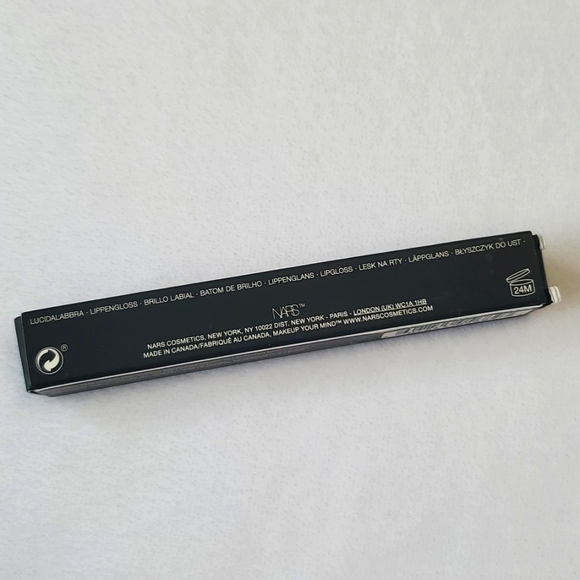 LUCIDALABBRA - LIPPENGLOSS - BRILLO LABIAL - BATOM DE BRILHO - LIPPENGLANS - LIPGLOSS - LESK NA RTY - LÄPPGLANS - BŁYSZCZYK DO UST -
NARS™
NARS COSMETICS, NEW YORK, NY 10022 DIST. NEW YORK - PARIS - LONDON (UK) WC1A 1HB
MADE IN CANADA/FABRIQUÉ AU CANADA, MAKEUP YOUR MIND™ WWW.NARSCOSMETICS.COM
®
24M